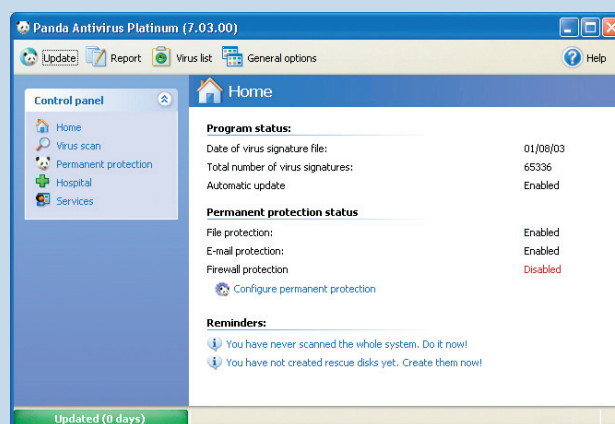 Panda Antivirus Platinum (7.03.00)
Update Report Virus list General options Help
Control panel
Home
Virus scan
Permanent protection
Hospital
Services
Home
Program status:
Date of virus signature file: 01/08/03
Total number of virus signatures: 65336
Automatic update Enabled
Permanent protection status
File protection: Enabled
E-mail protection: Enabled
Firewall protection Disabled
Configure permanent protection
Reminders:
You have never scanned the whole system. Do it now!
You have not created rescue disks yet. Create them now!
Updated (0 days)